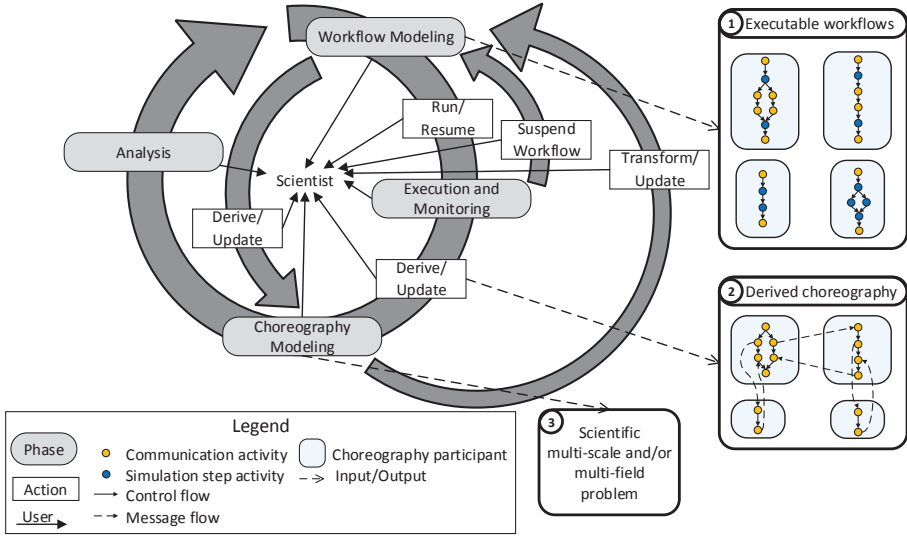 Workflow Modeling
Run/
Resume
Suspend
Workflow
Transform/
Update
Analysis
Scientist
Execution and
Monitoring
Derive/
Update
Derive/
Update
Choreography
Modeling
1 Executable workflows
2 Derived choreography
3
Scientific
multi-scale and/or
multi-field
problem
Legend
Phase
Action
User
Communication activity
Simulation step activity
Control flow
Message flow
Choreography participant
Input/Output